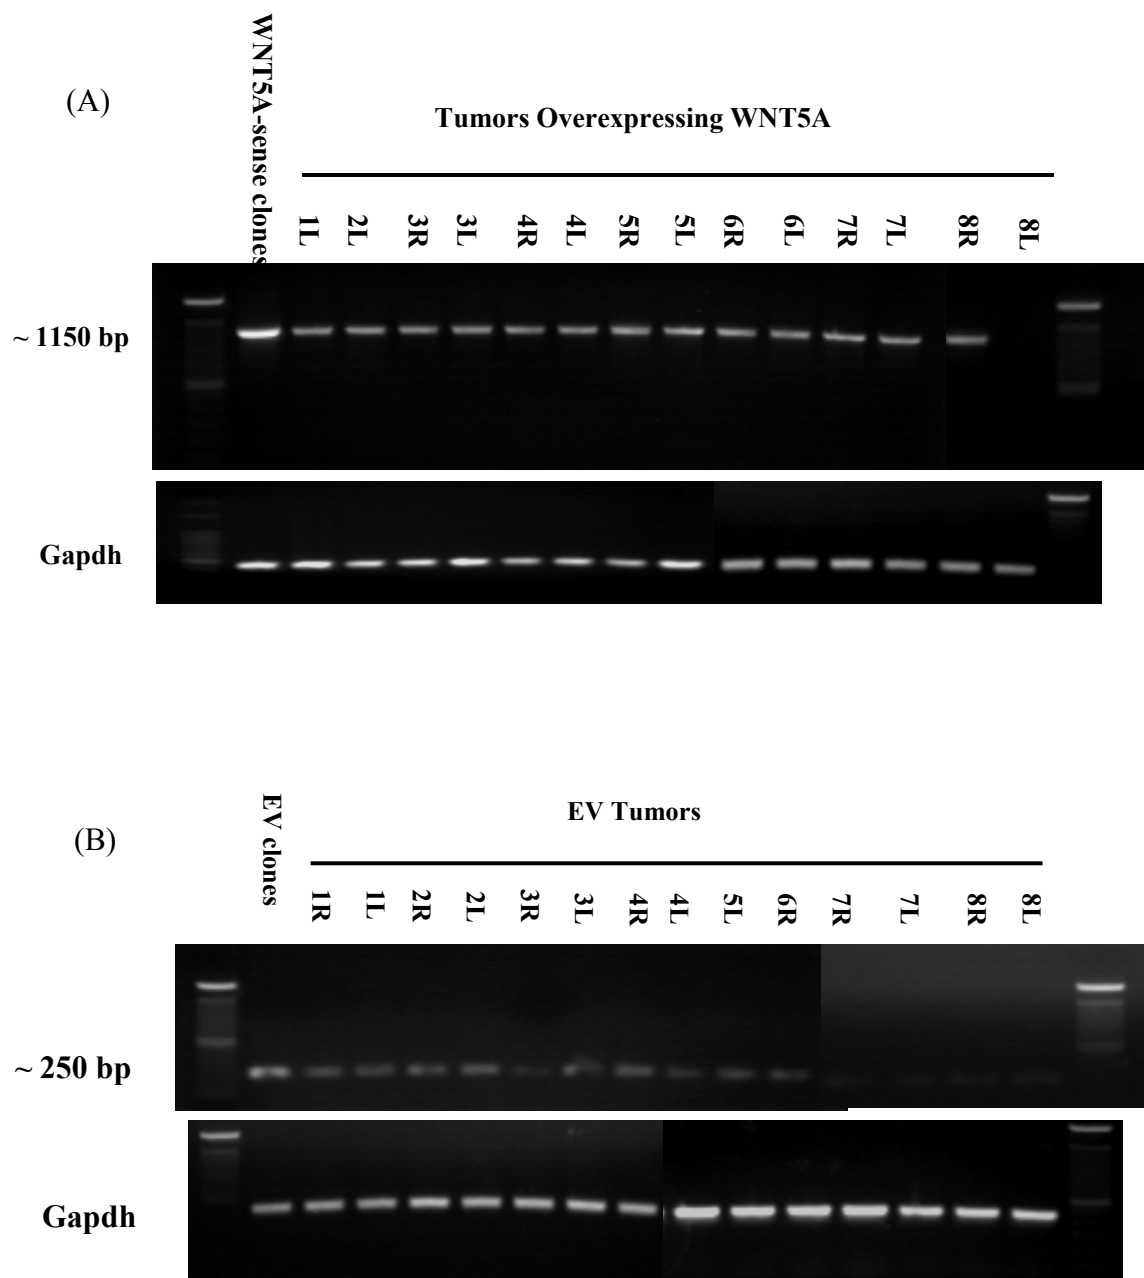 (A)
WNT5A-sense clones
Tumors Overexpressing WNT5A
1L 2L 3R 3L 4R 4L 5R 5L 6R 6L 7R 7L 8R 8L
~ 1150 bp
Gapdh
(B)
EV clones
EV Tumors
1R 1L 2R 2L 3R 3L 4R 4L 5L 6R 7R 7L 8R 8L
~ 250 bp
Gapdh